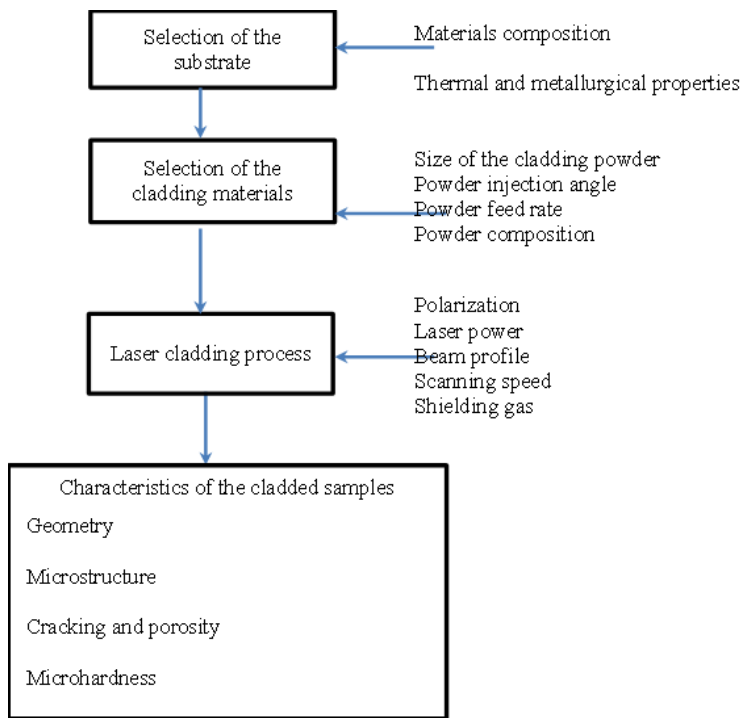 Selection of the
substrate
Materials composition
Thermal and metallurgical properties
Selection of the
cladding materials
Size of the cladding powder
Powder injection angle
Powder feed rate
Powder composition
Laser cladding process
Polarization
Laser power
Beam profile
Scanning speed
Shielding gas
Characteristics of the cladded samples
Geometry
Microstructure
Cracking and porosity
Microhardness